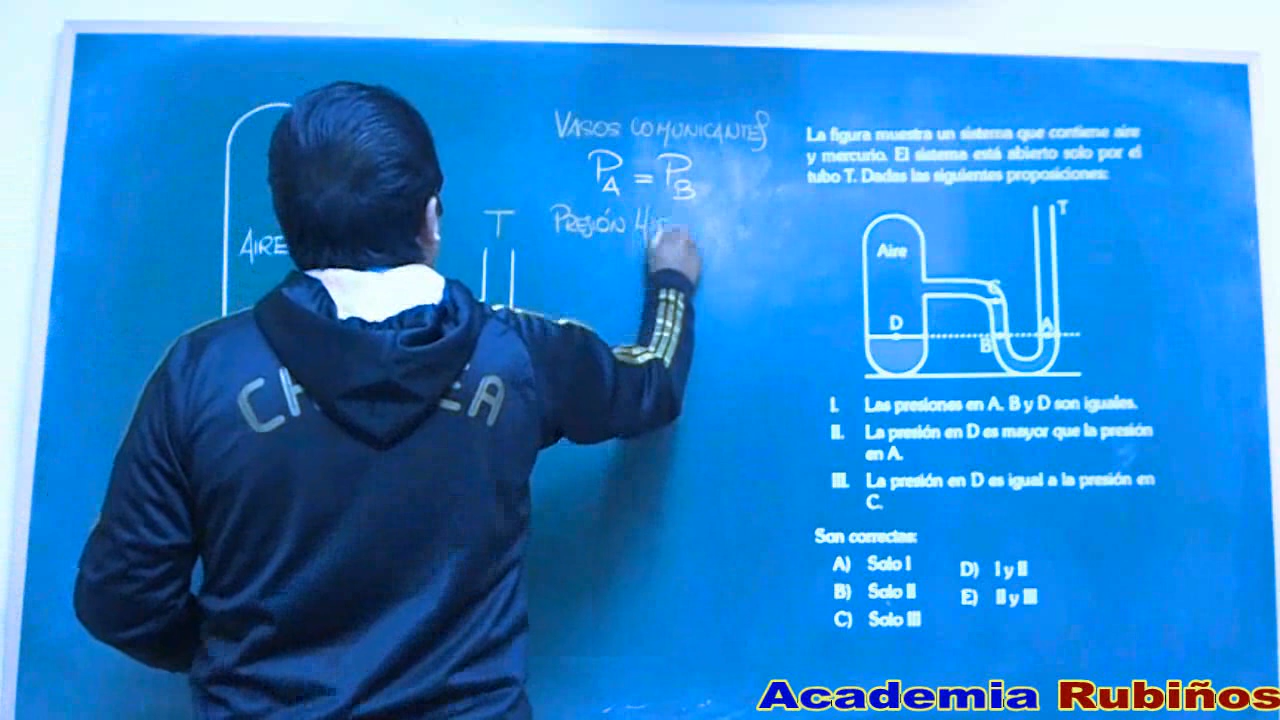 AIRE
T
VASOS COMUNICANTES
P_A = P_B
PRESIÓN
La figura muestra un sistema que contiene aire
y mercurio. El sistema está abierto solo por el
tubo T. Dadas las siguientes proposiciones:
T
Aire
C
D
A
B
I. Las presiones en A. B y D son iguales.
II. La presión en D es mayor que la presión
en A.
III. La presión en D es igual a la presión en
C.
Son correctas:
A) Solo I
D) I y II
B) Solo II
E) II y III
C) Solo III
Academia Rubiños